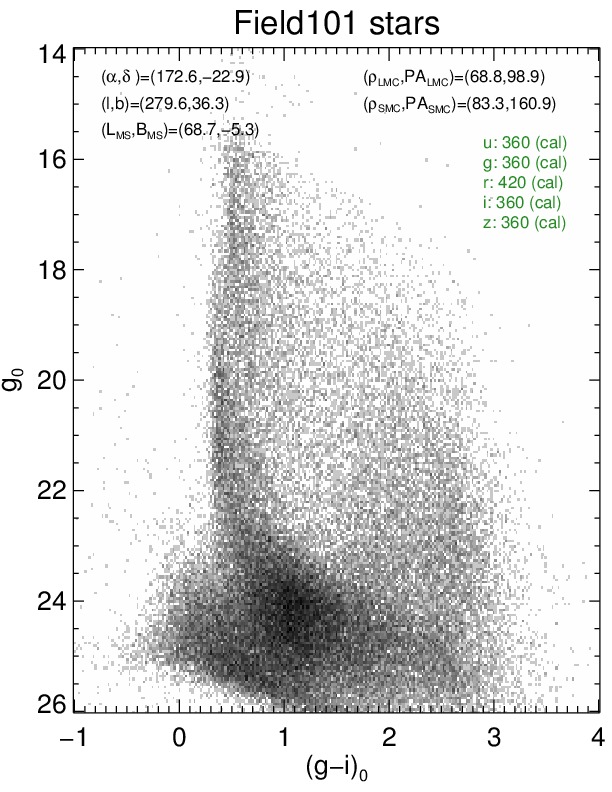 Field101 stars
(α,δ)=(172.6,−22.9)
(ρLMC,PALMC)=(68.8,98.9)
(l,b)=(279.6,36.3)
(ρSMC,PASMC)=(83.3,160.9)
(LMS,BMS)=(68.7,−5.3)
u: 360 (cal)
g: 360 (cal)
r: 420 (cal)
i: 360 (cal)
z: 360 (cal)
14
16
18
20
22
24
26
g0
−1 0 1 2 3 4
(g−i)0